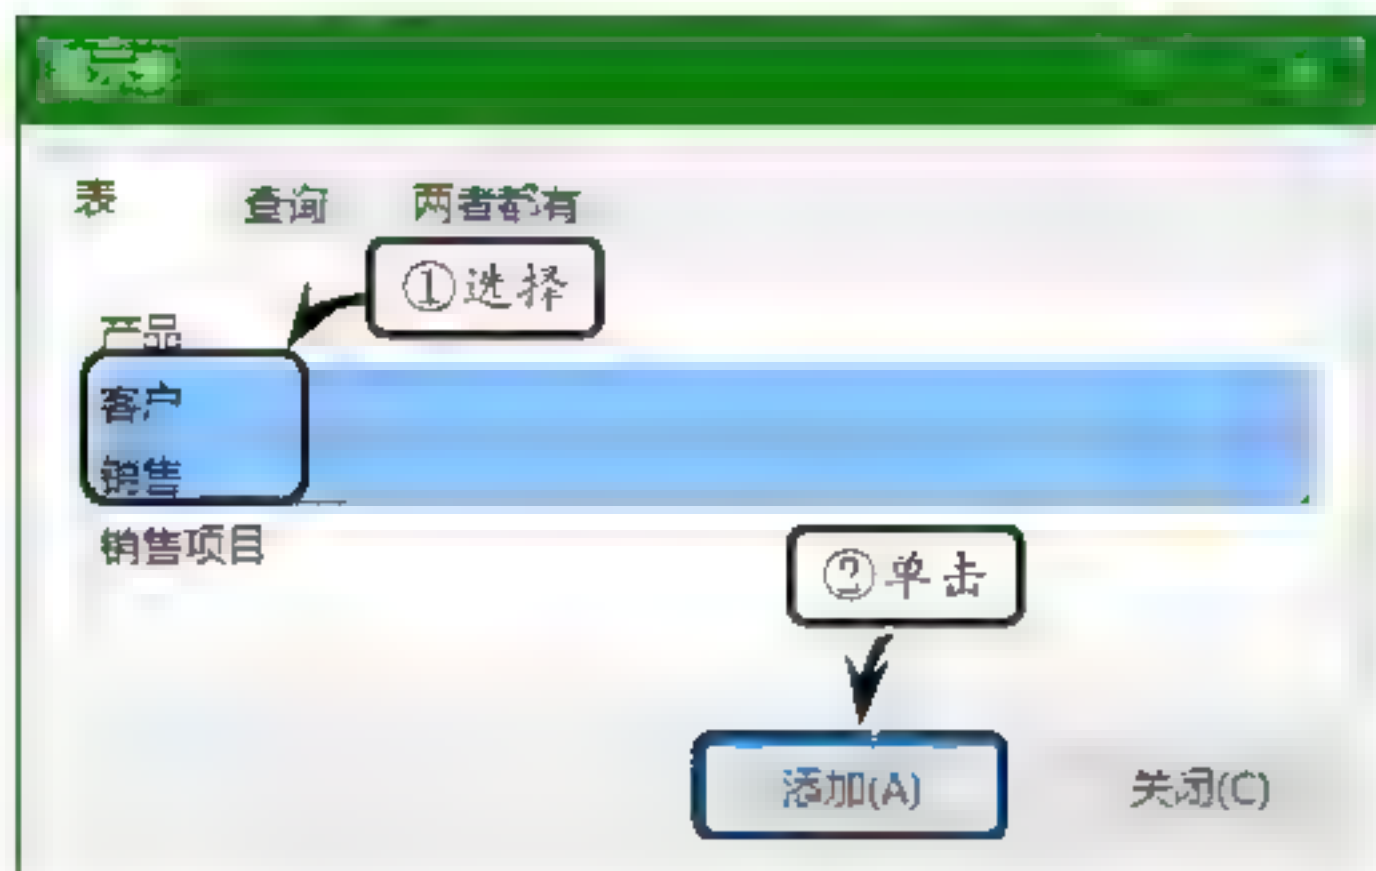 表 查询 两者都有
①选择
产品
客户
销售
销售项目
②单击
添加(A) 关闭(C)